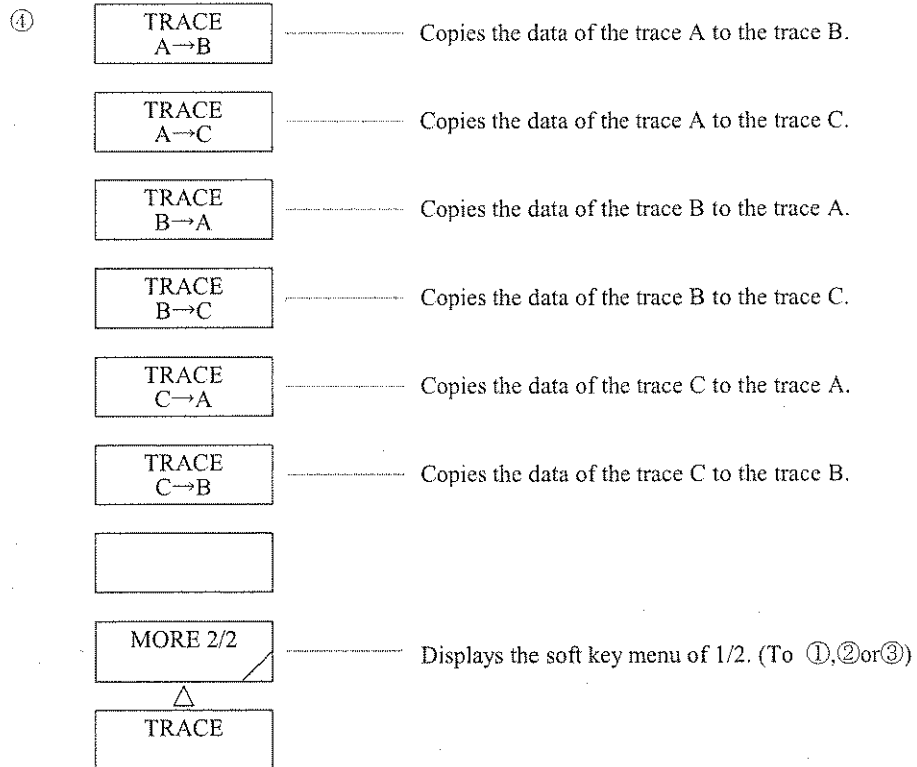 ④
TRACE
A→B
Copies the data of the trace A to the trace B.
TRACE
A→C
Copies the data of the trace A to the trace C.
TRACE
B→A
Copies the data of the trace B to the trace A.
TRACE
B→C
Copies the data of the trace B to the trace C.
TRACE
C→A
Copies the data of the trace C to the trace A.
TRACE
C→B
Copies the data of the trace C to the trace B.
MORE 2/2
Displays the soft key menu of 1/2. (To ①,②or③)
TRACE